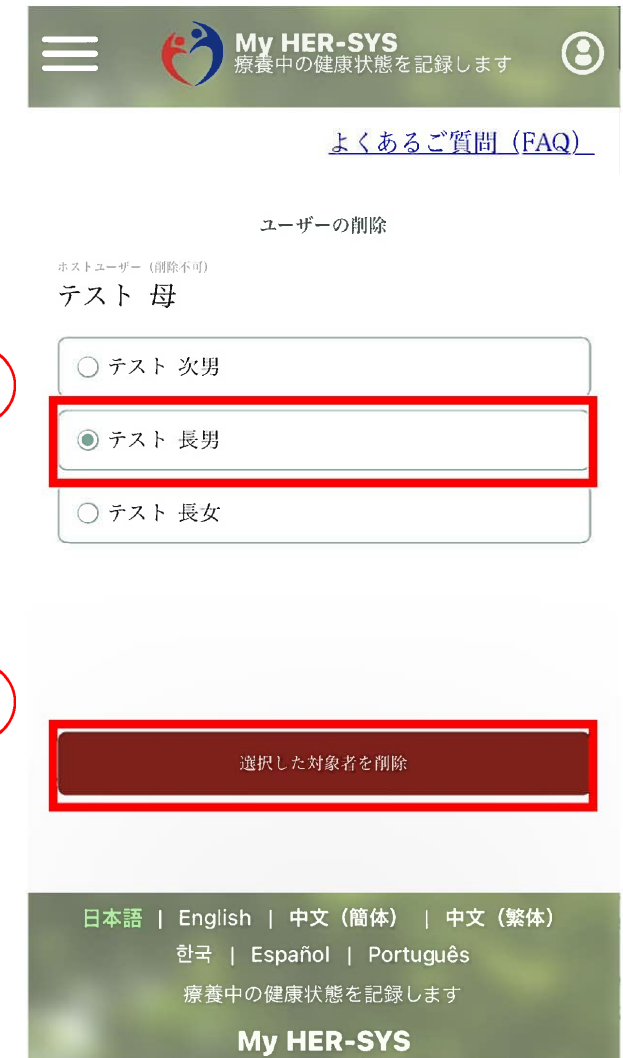 My HER-SYS
療養中の健康状態を記録します
よくあるご質問（FAQ）
ユーザーの削除
ホストユーザー（削除不可）
テスト 母
テスト 次男
テスト 長男
テスト 長女
選択した対象者を削除
日本語 | English | 中文（簡体） | 中文（繁体）
한국 | Español | Português
療養中の健康状態を記録します
My HER-SYS